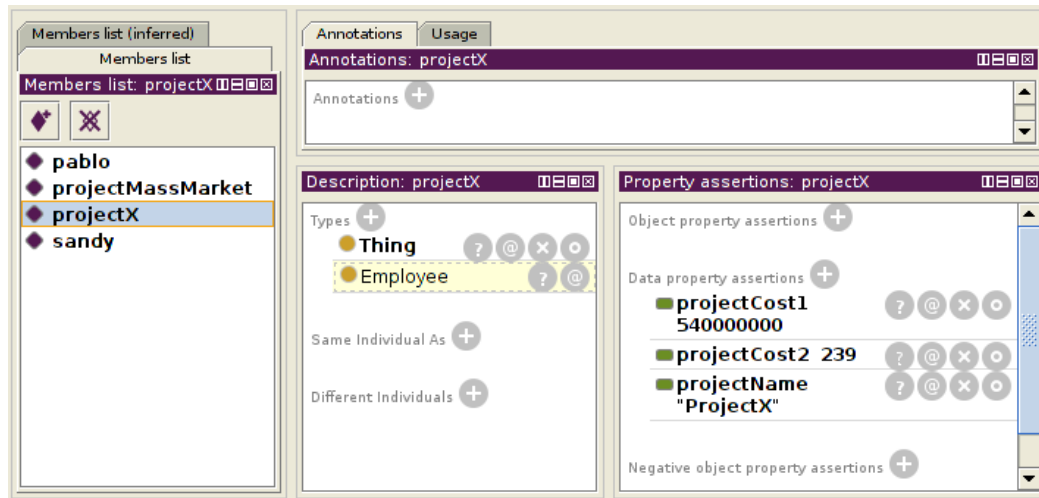 Members list (inferred)
Members list
Members list: projectX
pablo
projectMassMarket
projectX
sandy
Annotations
Usage
Annotations: projectX
Annotations
Description: projectX
Types
Thing
Employee
Same Individual As
Different Individuals
Property assertions: projectX
Object property assertions
Data property assertions
projectCost1
540000000
projectCost2 239
projectName
"ProjectX"
Negative object property assertions